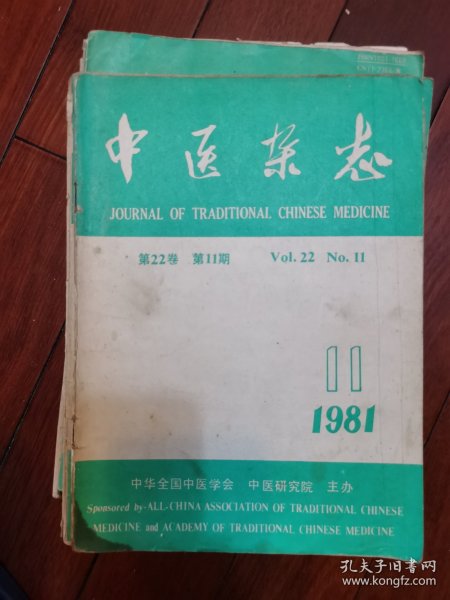 中医杂志
JOURNAL OF TRADITIONAL CHINESE MEDICINE
第22卷 第11期 Vol. 22 No. 11
11
1981
中华全国中医学会 中医研究院 主办
Sponsored by-ALL-CHINA ASSOCIATION OF TRADITIONAL CHINESE
MEDICINE and ACADEMY OF TRADITIONAL CHINESE MEDICINE
孔夫子旧书网
www.kongfz.com